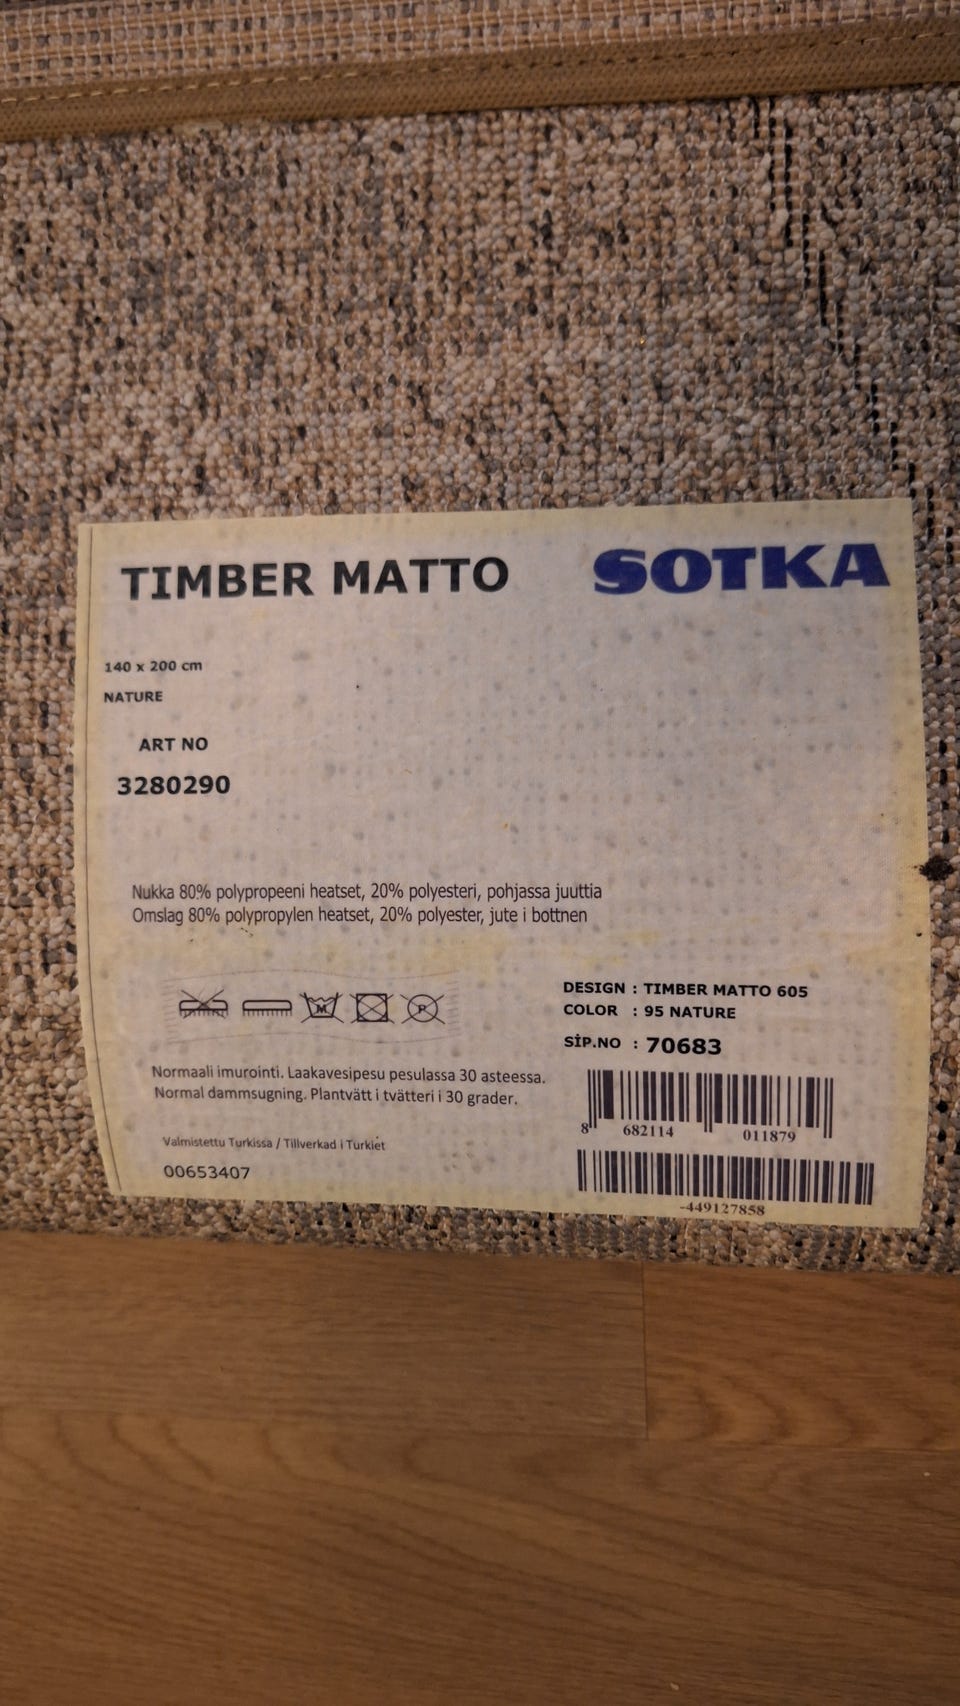 TIMBER MATTO
SOTKA
140 x 200 cm
NATURE
ART NO
3280290
Nukka 80% polypropeeni heatset, 20% polyesteri, pohjassa juuttia
Omslag 80% polypropylen heatset, 20% polyester, jute i bottnen
M
P
Normaali imurointi. Laakavesipesu pesulassa 30 asteessa.
Normal dammsugning. Plantvätt i tvätteri i 30 grader.
Valmistettu Turkissa / Tillverkad i Turkiet
00653407
DESIGN : TIMBER MATTO 605
COLOR : 95 NATURE
SİP.NO : 70683
8 682114 011879
-449127858